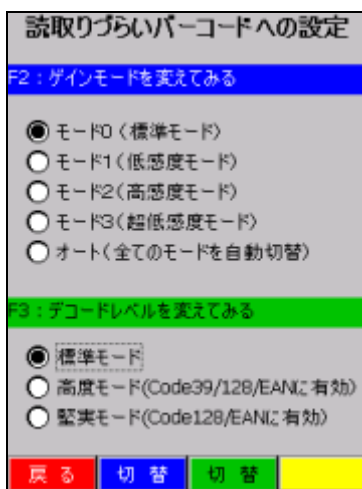 読取りづらいバーコードへの設定
F2：ゲインモードを変えてみる
モード0（標準モード）
モード1（低感度モード）
モード2（高感度モード）
モード3（超低感度モード）
オート（全てのモードを自動切替）
F3：デコードレベルを変えてみる
標準モード
高度モード(Code39/128/EANに有効)
堅実モード(Code128/EANに有効)
戻る 切替 切替